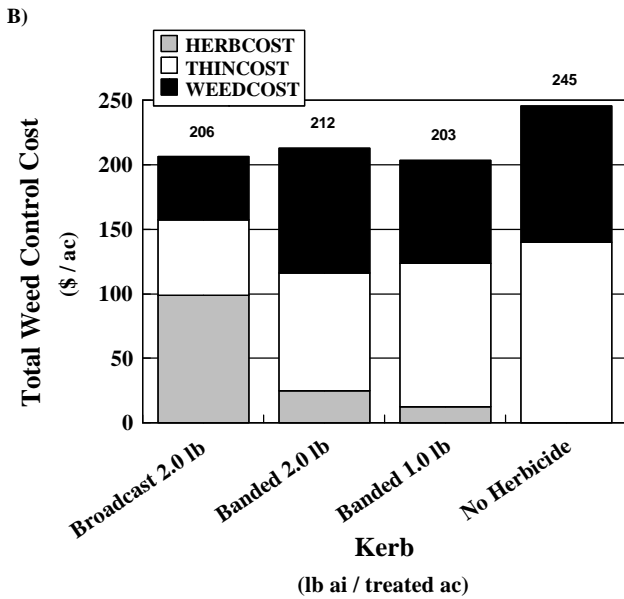 B)
HERBCOST
THINCOST
WEEDCOST
Total Weed Control Cost
($ / ac)
250
200
150
100
50
0
206
212
203
245
Broadcast 2.0 lb
Banded 2.0 lb
Banded 1.0 lb
No Herbicide
Kerb
(lb ai / treated ac)